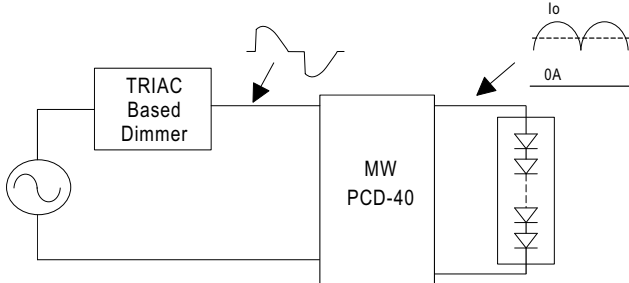 Io
0A
TRIAC
Based
Dimmer
MW
PCD-40